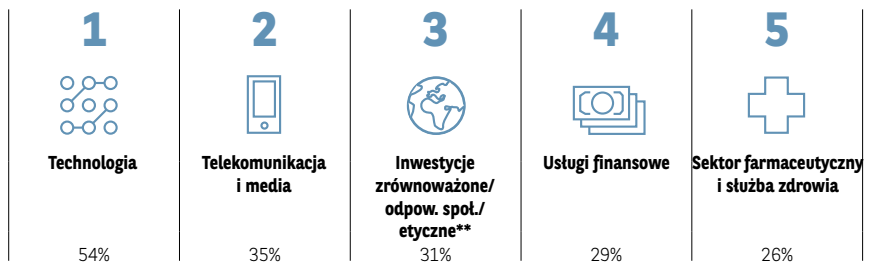 1
2
3
4
5
Technologia
Telekomunikacja
i media
Inwestycje
zrównoważone/
odpow. społ./
etyczne**
Usługi finansowe
Sektor farmaceutyczny
i służba zdrowia
54%
35%
31%
29%
26%